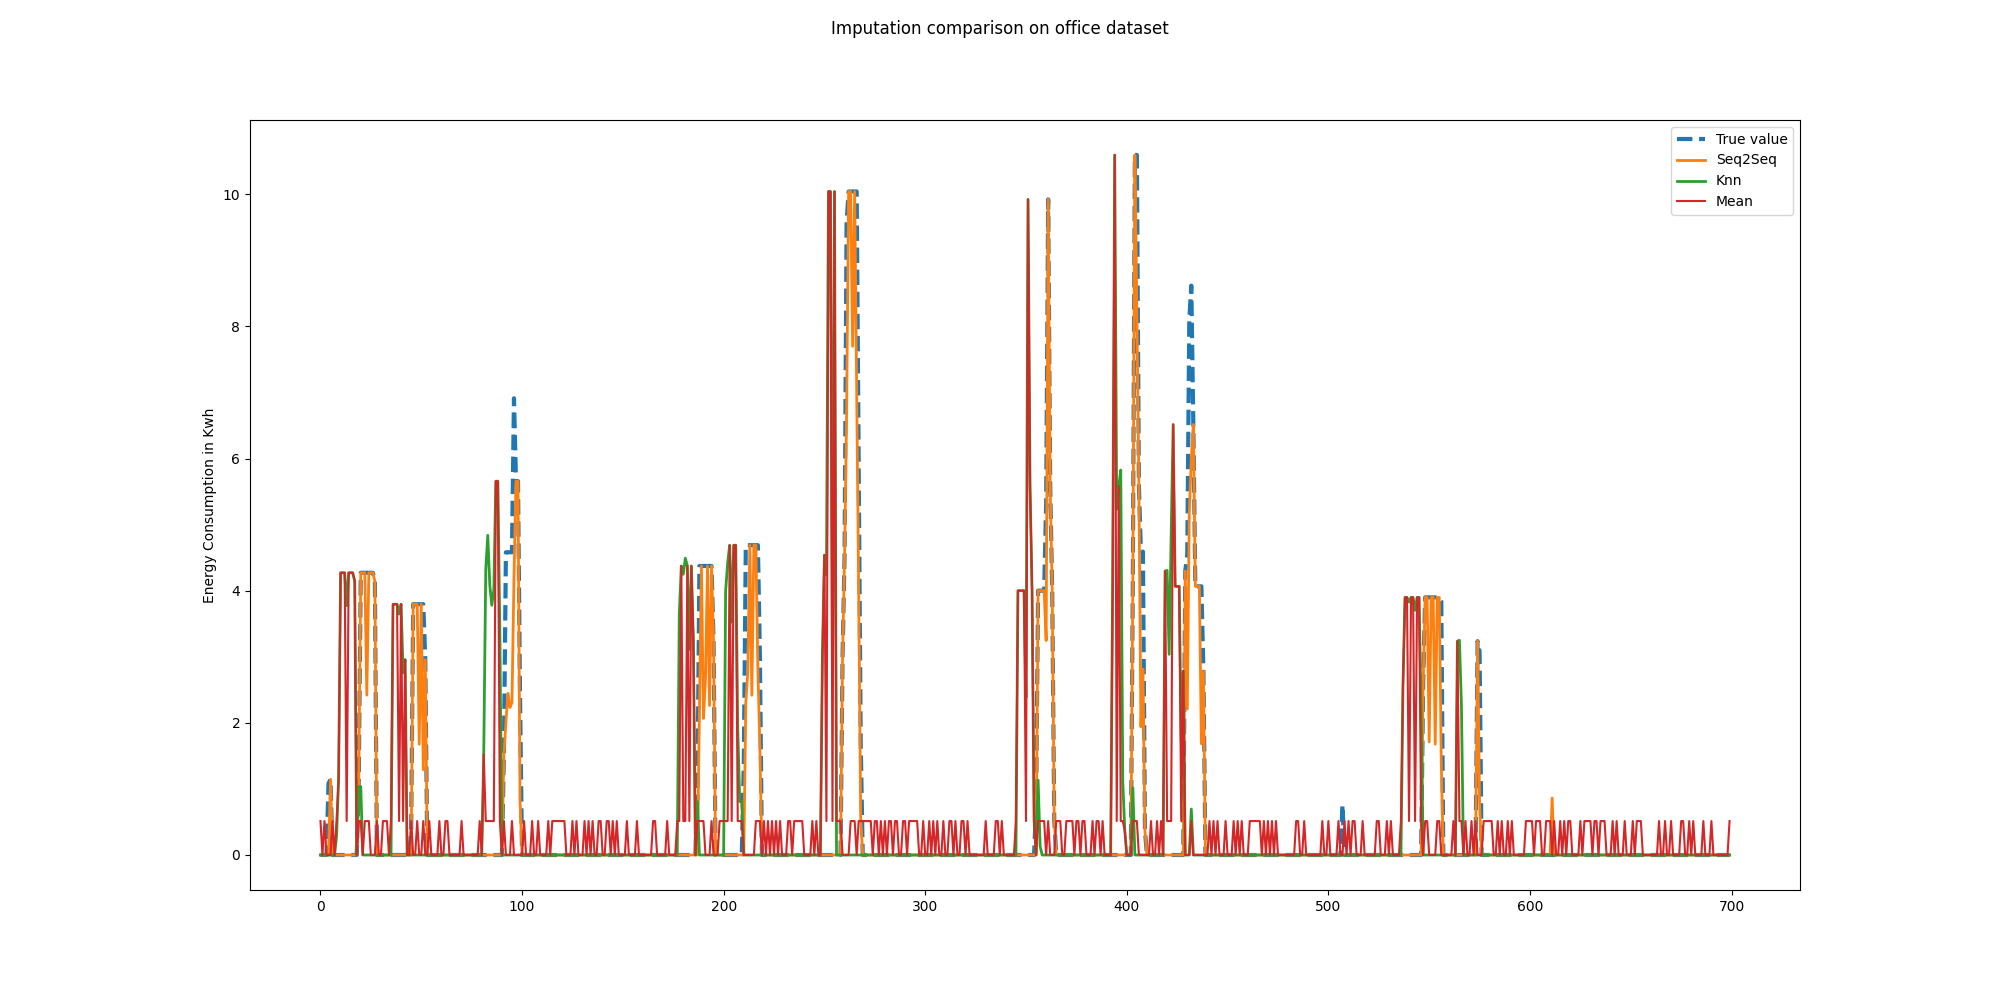 Imputation comparison on office dataset
True value
Seq2Seq
Knn
Mean
10
8
6
4
2
0
Energy Consumption in Kwh
0 100 200 300 400 500 600 700